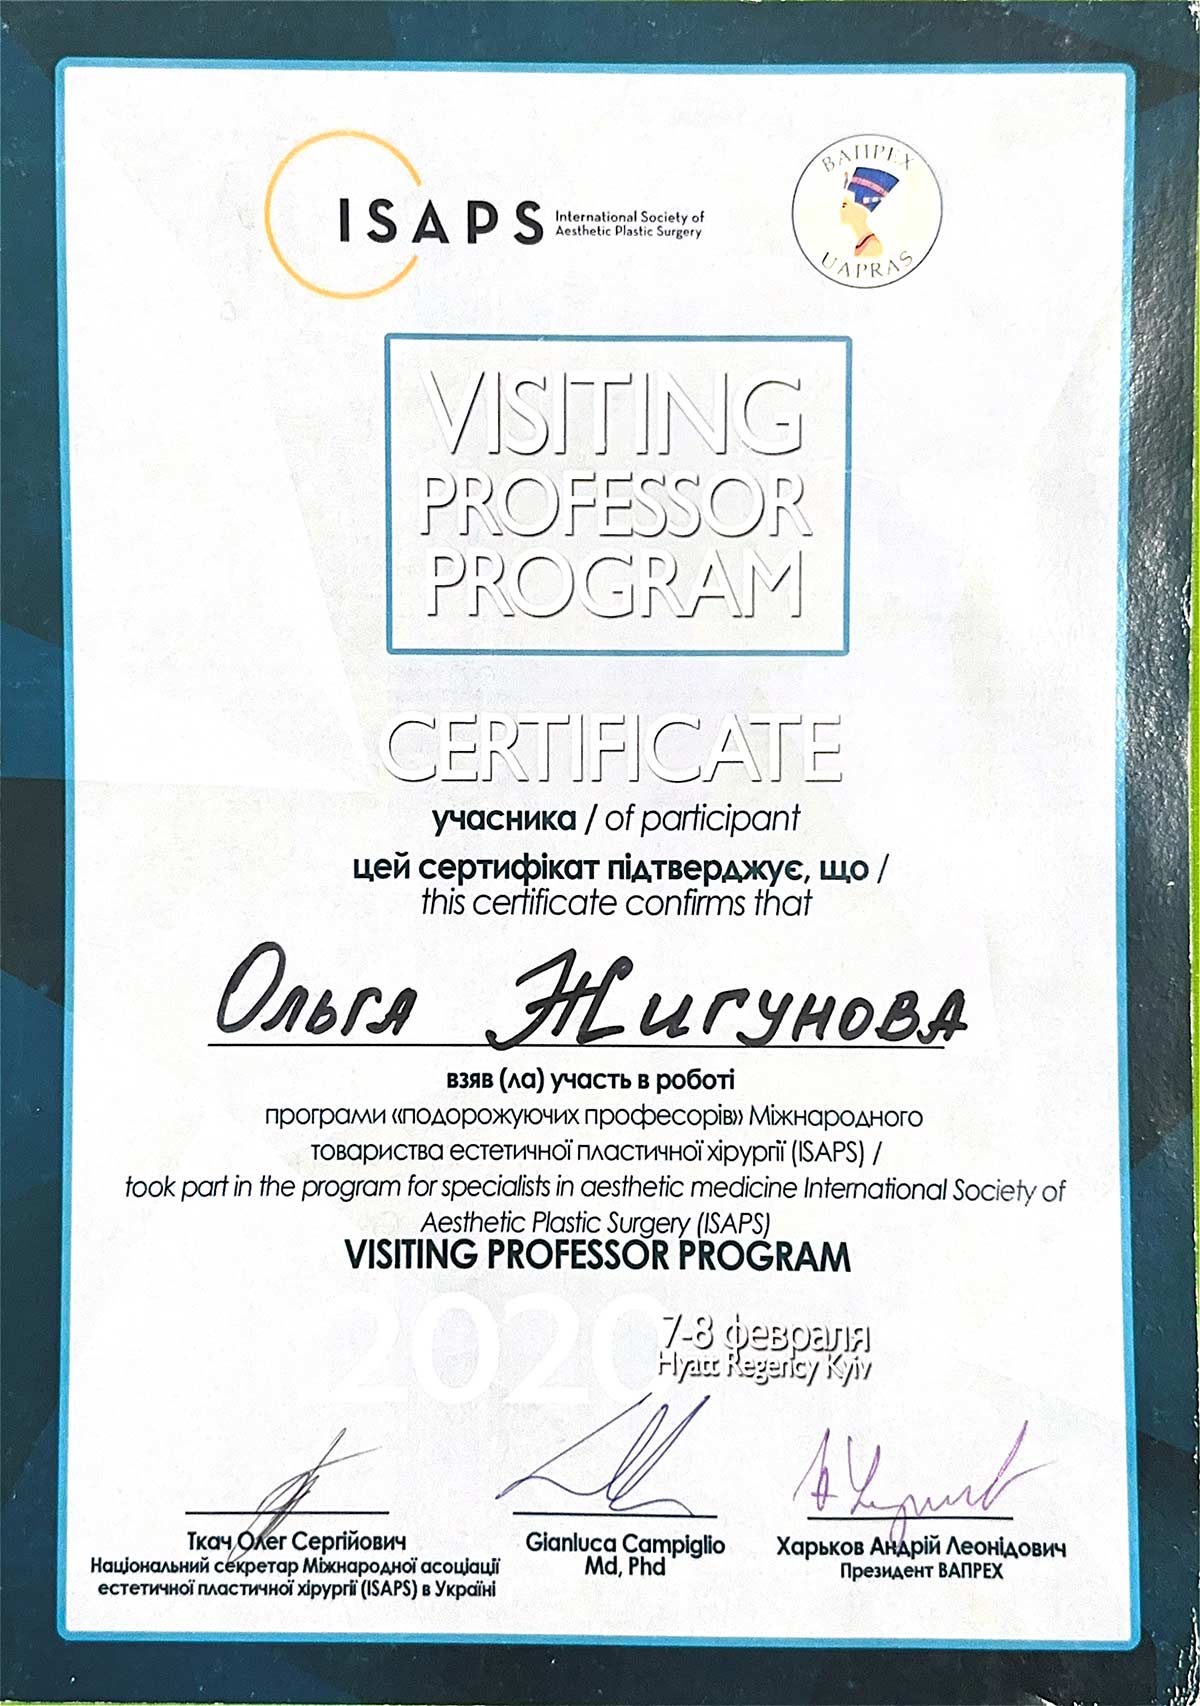 ISAPS
International Society of
Aesthetic Plastic Surgery
ВАПРЕХ
UAPRAS
VISITING
PROFESSOR
PROGRAM
CERTIFICATE
учасника / of participant
цей сертифікат підтверджує, що /
this certificate confirms that
Ольга Жигунова
взяв (ла) участь в роботі
програми «подорожуючих професорів» Міжнародного
товариства естетичної пластичної хірургії (ISAPS) /
took part in the program for specialists in aesthetic medicine International Society of
Aesthetic Plastic Surgery (ISAPS)
VISITING PROFESSOR PROGRAM
2020
7-8 февраля
Hyatt Regency Kyiv
Ткач Олег Сергійович
Національний секретар Міжнародної асоціації
естетичної пластичної хірургії (ISAPS) в Україні
Gianluca Campiglio
Md, Phd
Харьков Андрій Леонідович
Президент ВАПРЕХ